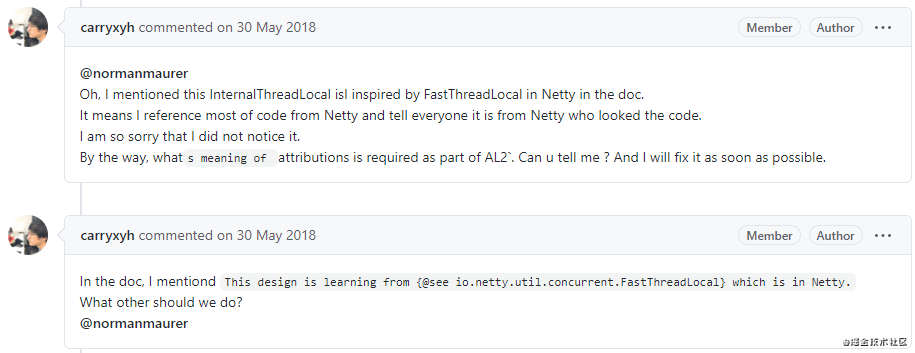 carryxyh commented on 30 May 2018 Member Author ...
@normanmaurer
Oh, I mentioned this InternalThreadLocal isl inspired by FastThreadLocal in Netty in the doc.
It means I reference most of code from Netty and tell everyone it is from Netty who looked the code.
I am so sorry that I did not notice it.
By the way, what s meaning of attributions is required as part of AL2`. Can u tell me ? And I will fix it as soon as possible.
carryxyh commented on 30 May 2018 Member Author ...
In the doc, I mentiond This design is learning from {@see io.netty.util.concurrent.FastThreadLocal} which is in Netty.
What other should we do?
@normanmaurer
@掘金技术社区